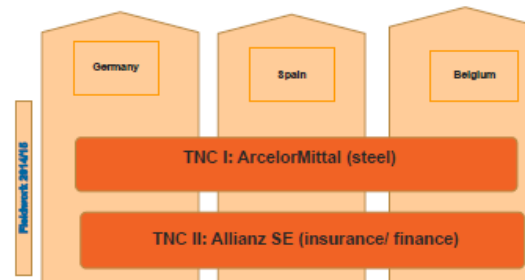 Germany
Spain
Belgium
Fieldwork 2014/15
TNC I: ArcelorMittal (steel)
TNC II: Allianz SE (insurance/ finance)